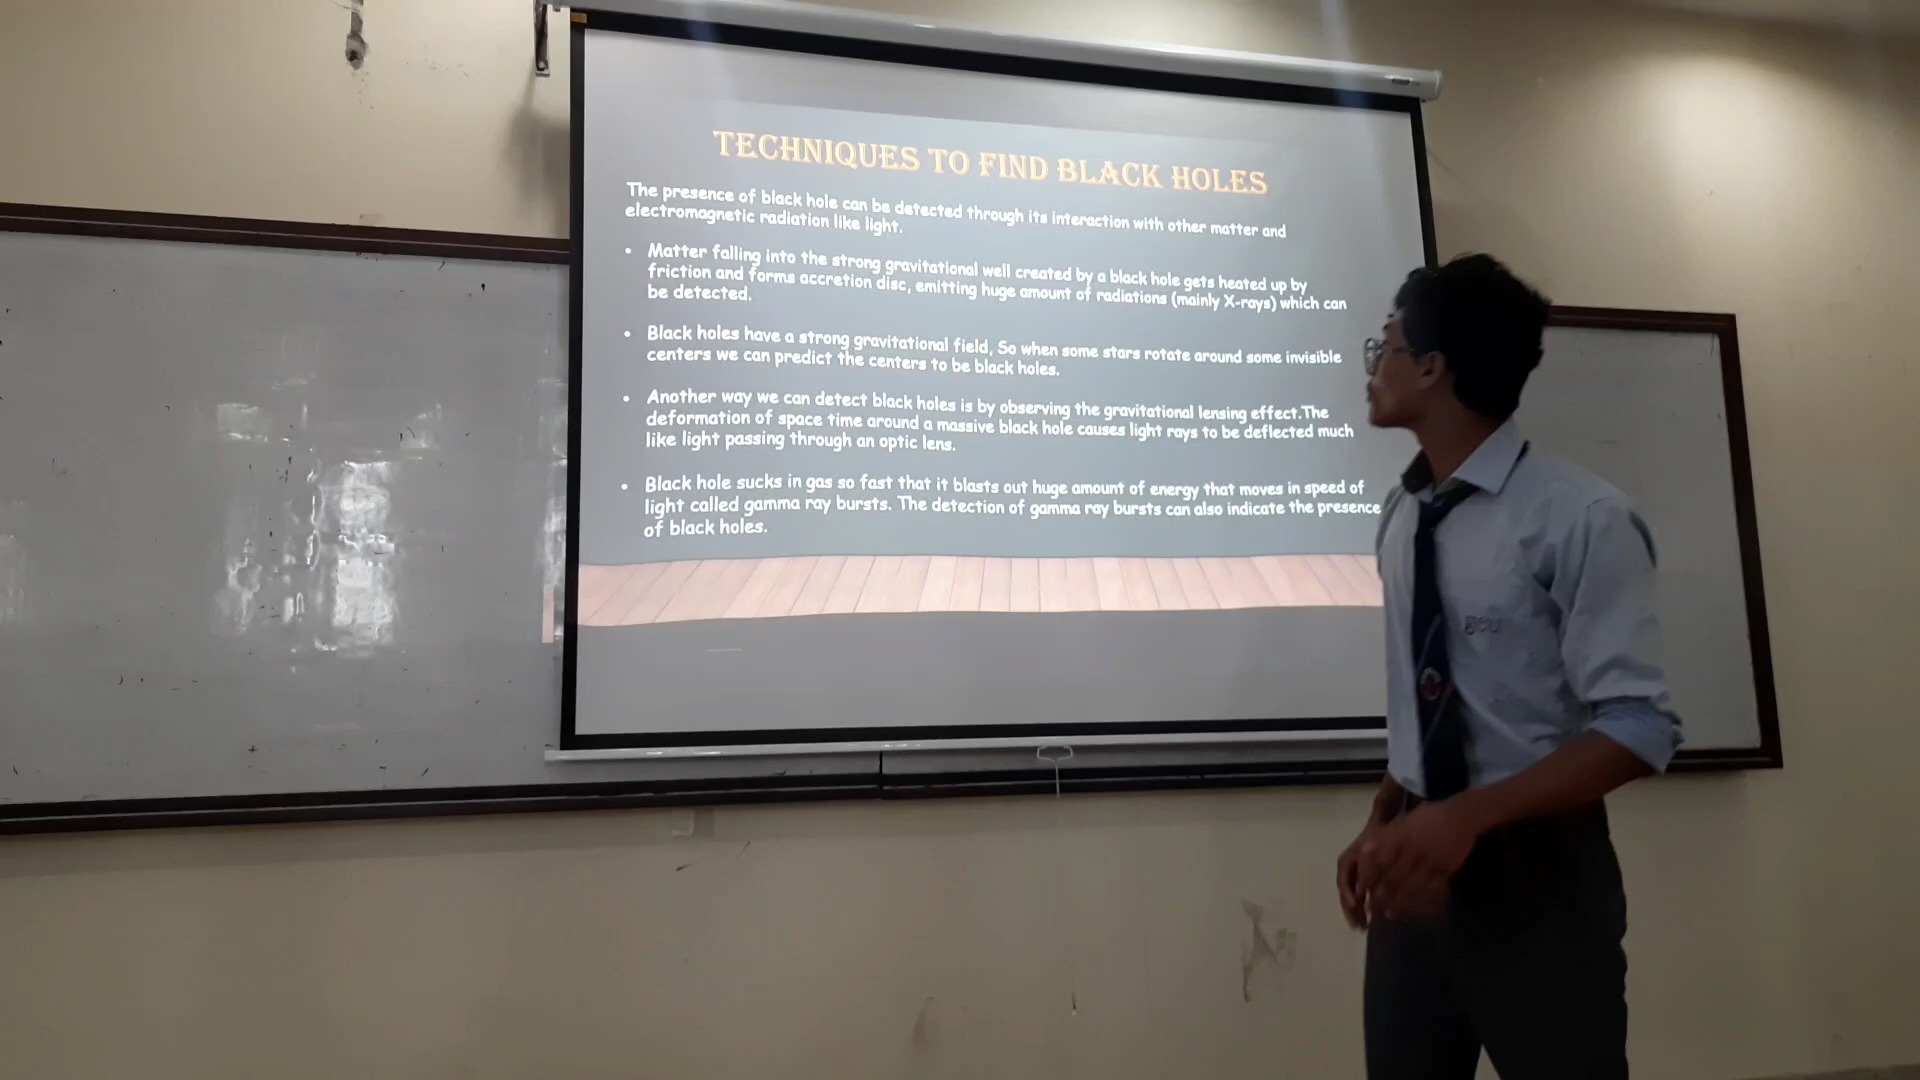 TECHNIQUES TO FIND BLACK HOLES
The presence of black hole can be detected through its interaction with other matter and
electromagnetic radiation like light.
• Matter falling into the strong gravitational well created by a black hole gets heated up by
friction and forms accretion disc, emitting huge amount of radiations (mainly X-rays) which can
be detected.
• Black holes have a strong gravitational field, So when some stars rotate around some invisible
centers we can predict the centers to be black holes.
• Another way we can detect black holes is by observing the gravitational lensing effect.The
deformation of space time around a massive black hole causes light rays to be deflected much
like light passing through an optic lens.
• Black hole sucks in gas so fast that it blasts out huge amount of energy that moves in speed of
light called gamma ray bursts. The detection of gamma ray bursts can also indicate the presence
of black holes.